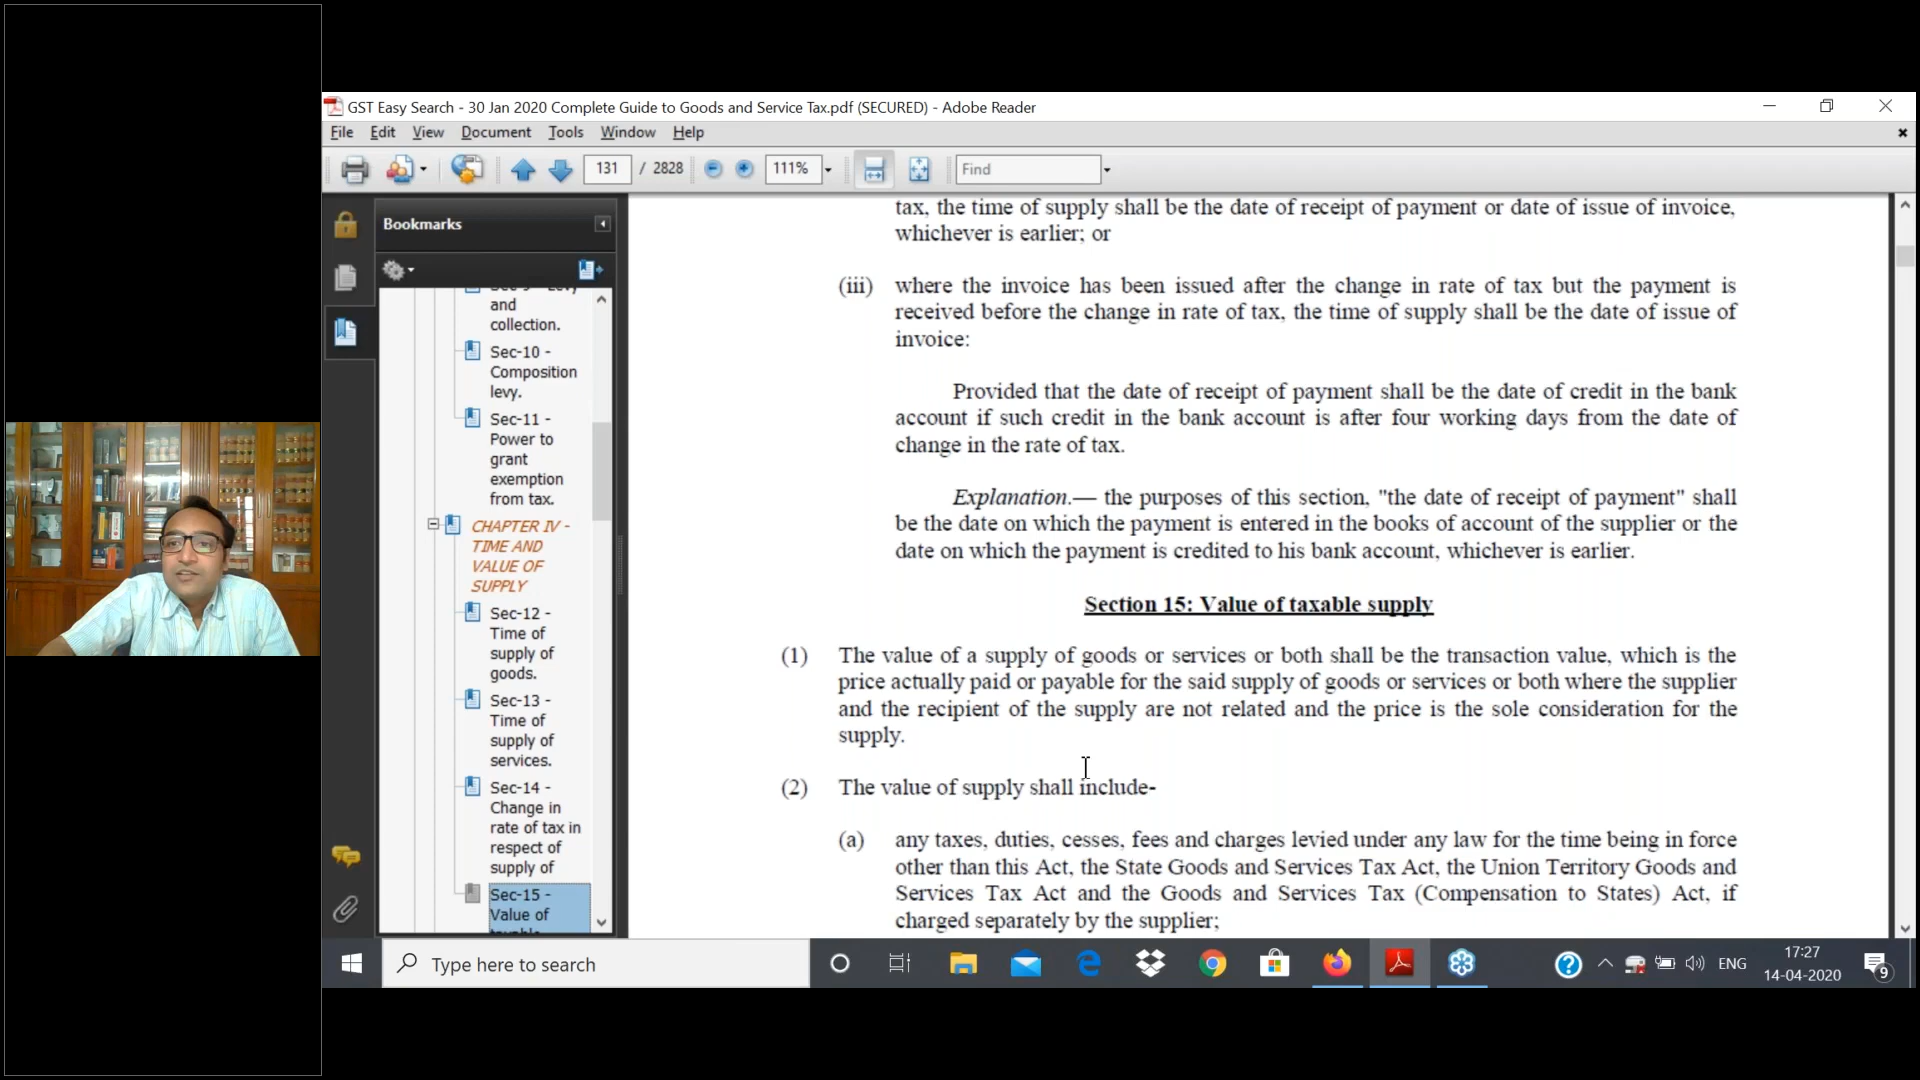 GST Easy Search - 30 Jan 2020 Complete Guide to Goods and Service Tax.pdf (SECURED) - Adobe Reader
File Edit View Document Tools Window Help
131 / 2828 111% Find
Bookmarks
and
collection.
Sec-10 -
Composition
levy.
Sec-11 -
Power to
grant
exemption
from tax.
CHAPTER IV -
TIME AND
VALUE OF
SUPPLY
Sec-12 -
Time of
supply of
goods.
Sec-13 -
Time of
supply of
services.
Sec-14 -
Change in
rate of tax in
respect of
supply of
Sec-15 -
Value of
tax, the time of supply shall be the date of receipt of payment or date of issue of invoice,
whichever is earlier; or
(iii) where the invoice has been issued after the change in rate of tax but the payment is
received before the change in rate of tax, the time of supply shall be the date of issue of
invoice:
Provided that the date of receipt of payment shall be the date of credit in the bank
account if such credit in the bank account is after four working days from the date of
change in the rate of tax.
Explanation.— the purposes of this section, "the date of receipt of payment" shall
be the date on which the payment is entered in the books of account of the supplier or the
date on which the payment is credited to his bank account, whichever is earlier.
Section 15: Value of taxable supply
(1) The value of a supply of goods or services or both shall be the transaction value, which is the
price actually paid or payable for the said supply of goods or services or both where the supplier
and the recipient of the supply are not related and the price is the sole consideration for the
supply.
(2) The value of supply shall include-
(a) any taxes, duties, cesses, fees and charges levied under any law for the time being in force
other than this Act, the State Goods and Services Tax Act, the Union Territory Goods and
Services Tax Act and the Goods and Services Tax (Compensation to States) Act, if
charged separately by the supplier;
Type here to search
ENG
17:27
14-04-2020
9